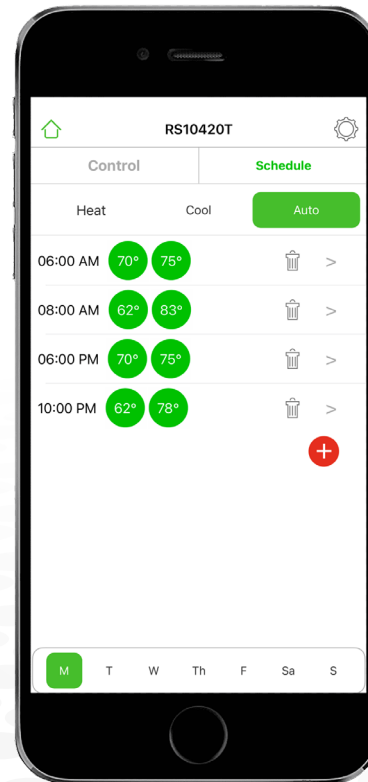 RS10420T
Control Schedule
Heat Cool Auto
06:00 AM 70° 75° >
08:00 AM 62° 83° >
06:00 PM 70° 75° >
10:00 PM 62° 78° >
+
M T W Th F Sa S